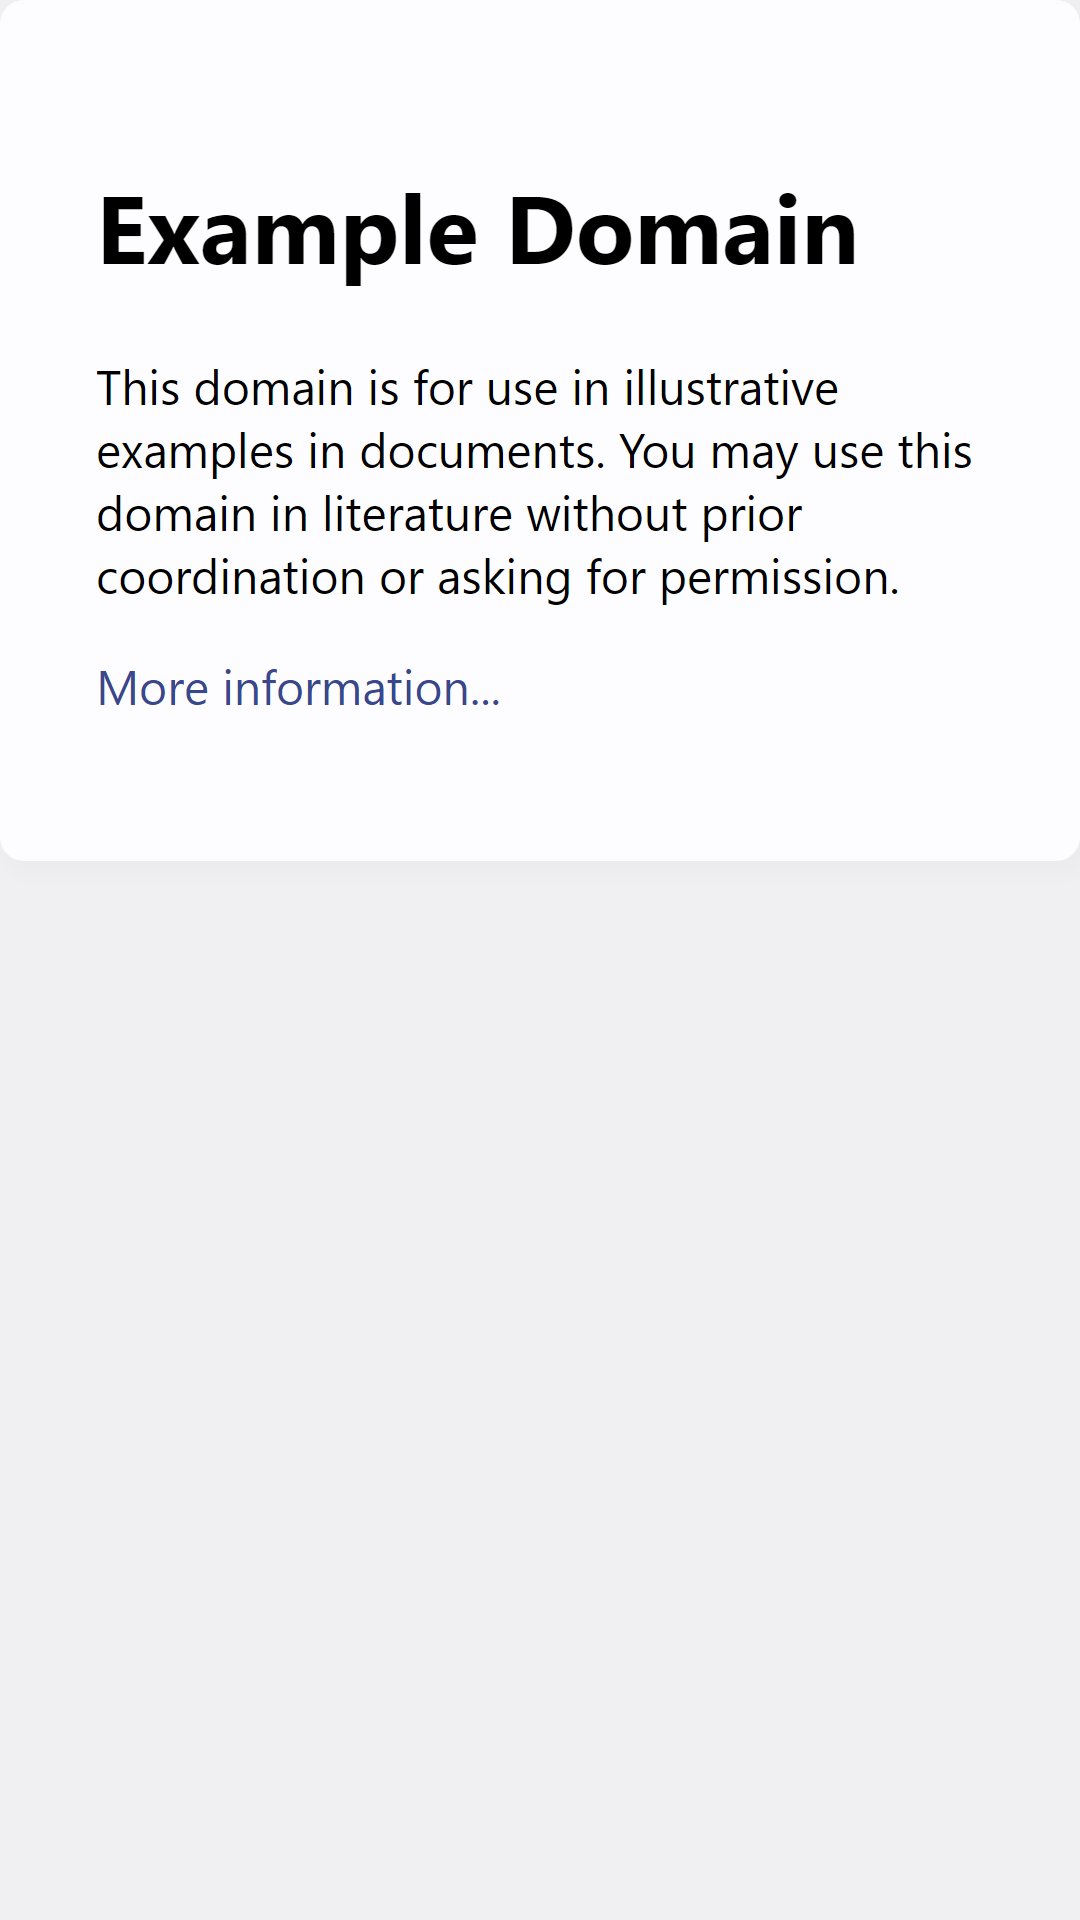 Example Domain
This domain is for use in illustrative
examples in documents. You may use this
domain in literature without prior
coordination or asking for permission.
More information...